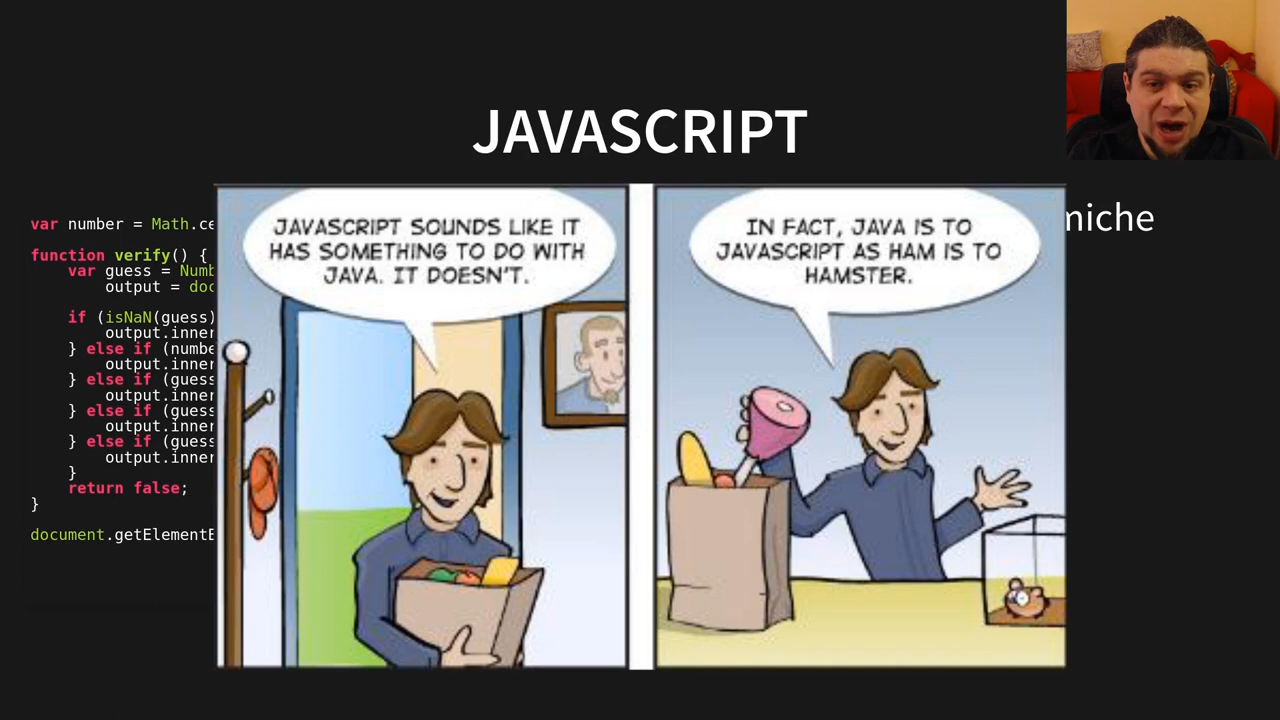 JAVASCRIPT
miche
var number = Math.ce
function verify() {
var guess = Numb
output = doc
if (isNaN(guess)
output.inner
} else if (numbe
output.inner
} else if (guess
output.inner
} else if (guess
output.inner
} else if (guess
output.inner
}
return false;
}
document.getElementB
JAVASCRIPT SOUNDS LIKE IT
HAS SOMETHING TO DO WITH
JAVA. IT DOESN'T.
IN FACT, JAVA IS TO
JAVASCRIPT AS HAM IS TO
HAMSTER.